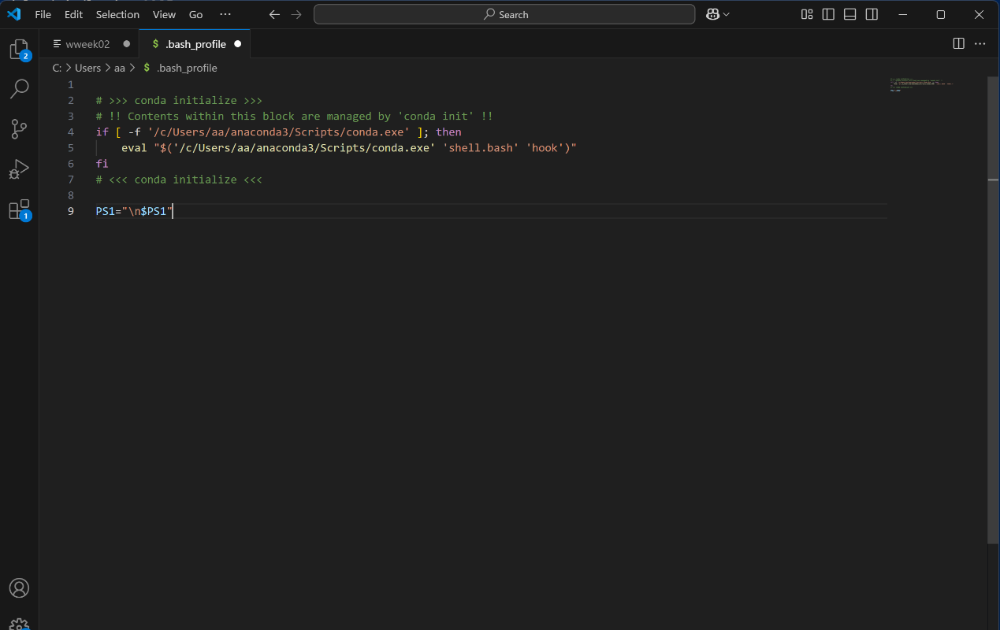 File Edit Selection View Go ··· Search
wweek02 $ .bash_profile
2
C: > Users > aa > $ .bash_profile
1
2 # >>> conda initialize >>>
3 # !! Contents within this block are managed by 'conda init' !!
4 if [ -f '/c/Users/aa/anaconda3/Scripts/conda.exe' ]; then
5 eval "$('/c/Users/aa/anaconda3/Scripts/conda.exe' 'shell.bash' 'hook')"
6 fi
7 # <<< conda initialize <<<
8
9 PS1="\n$PS1"
1